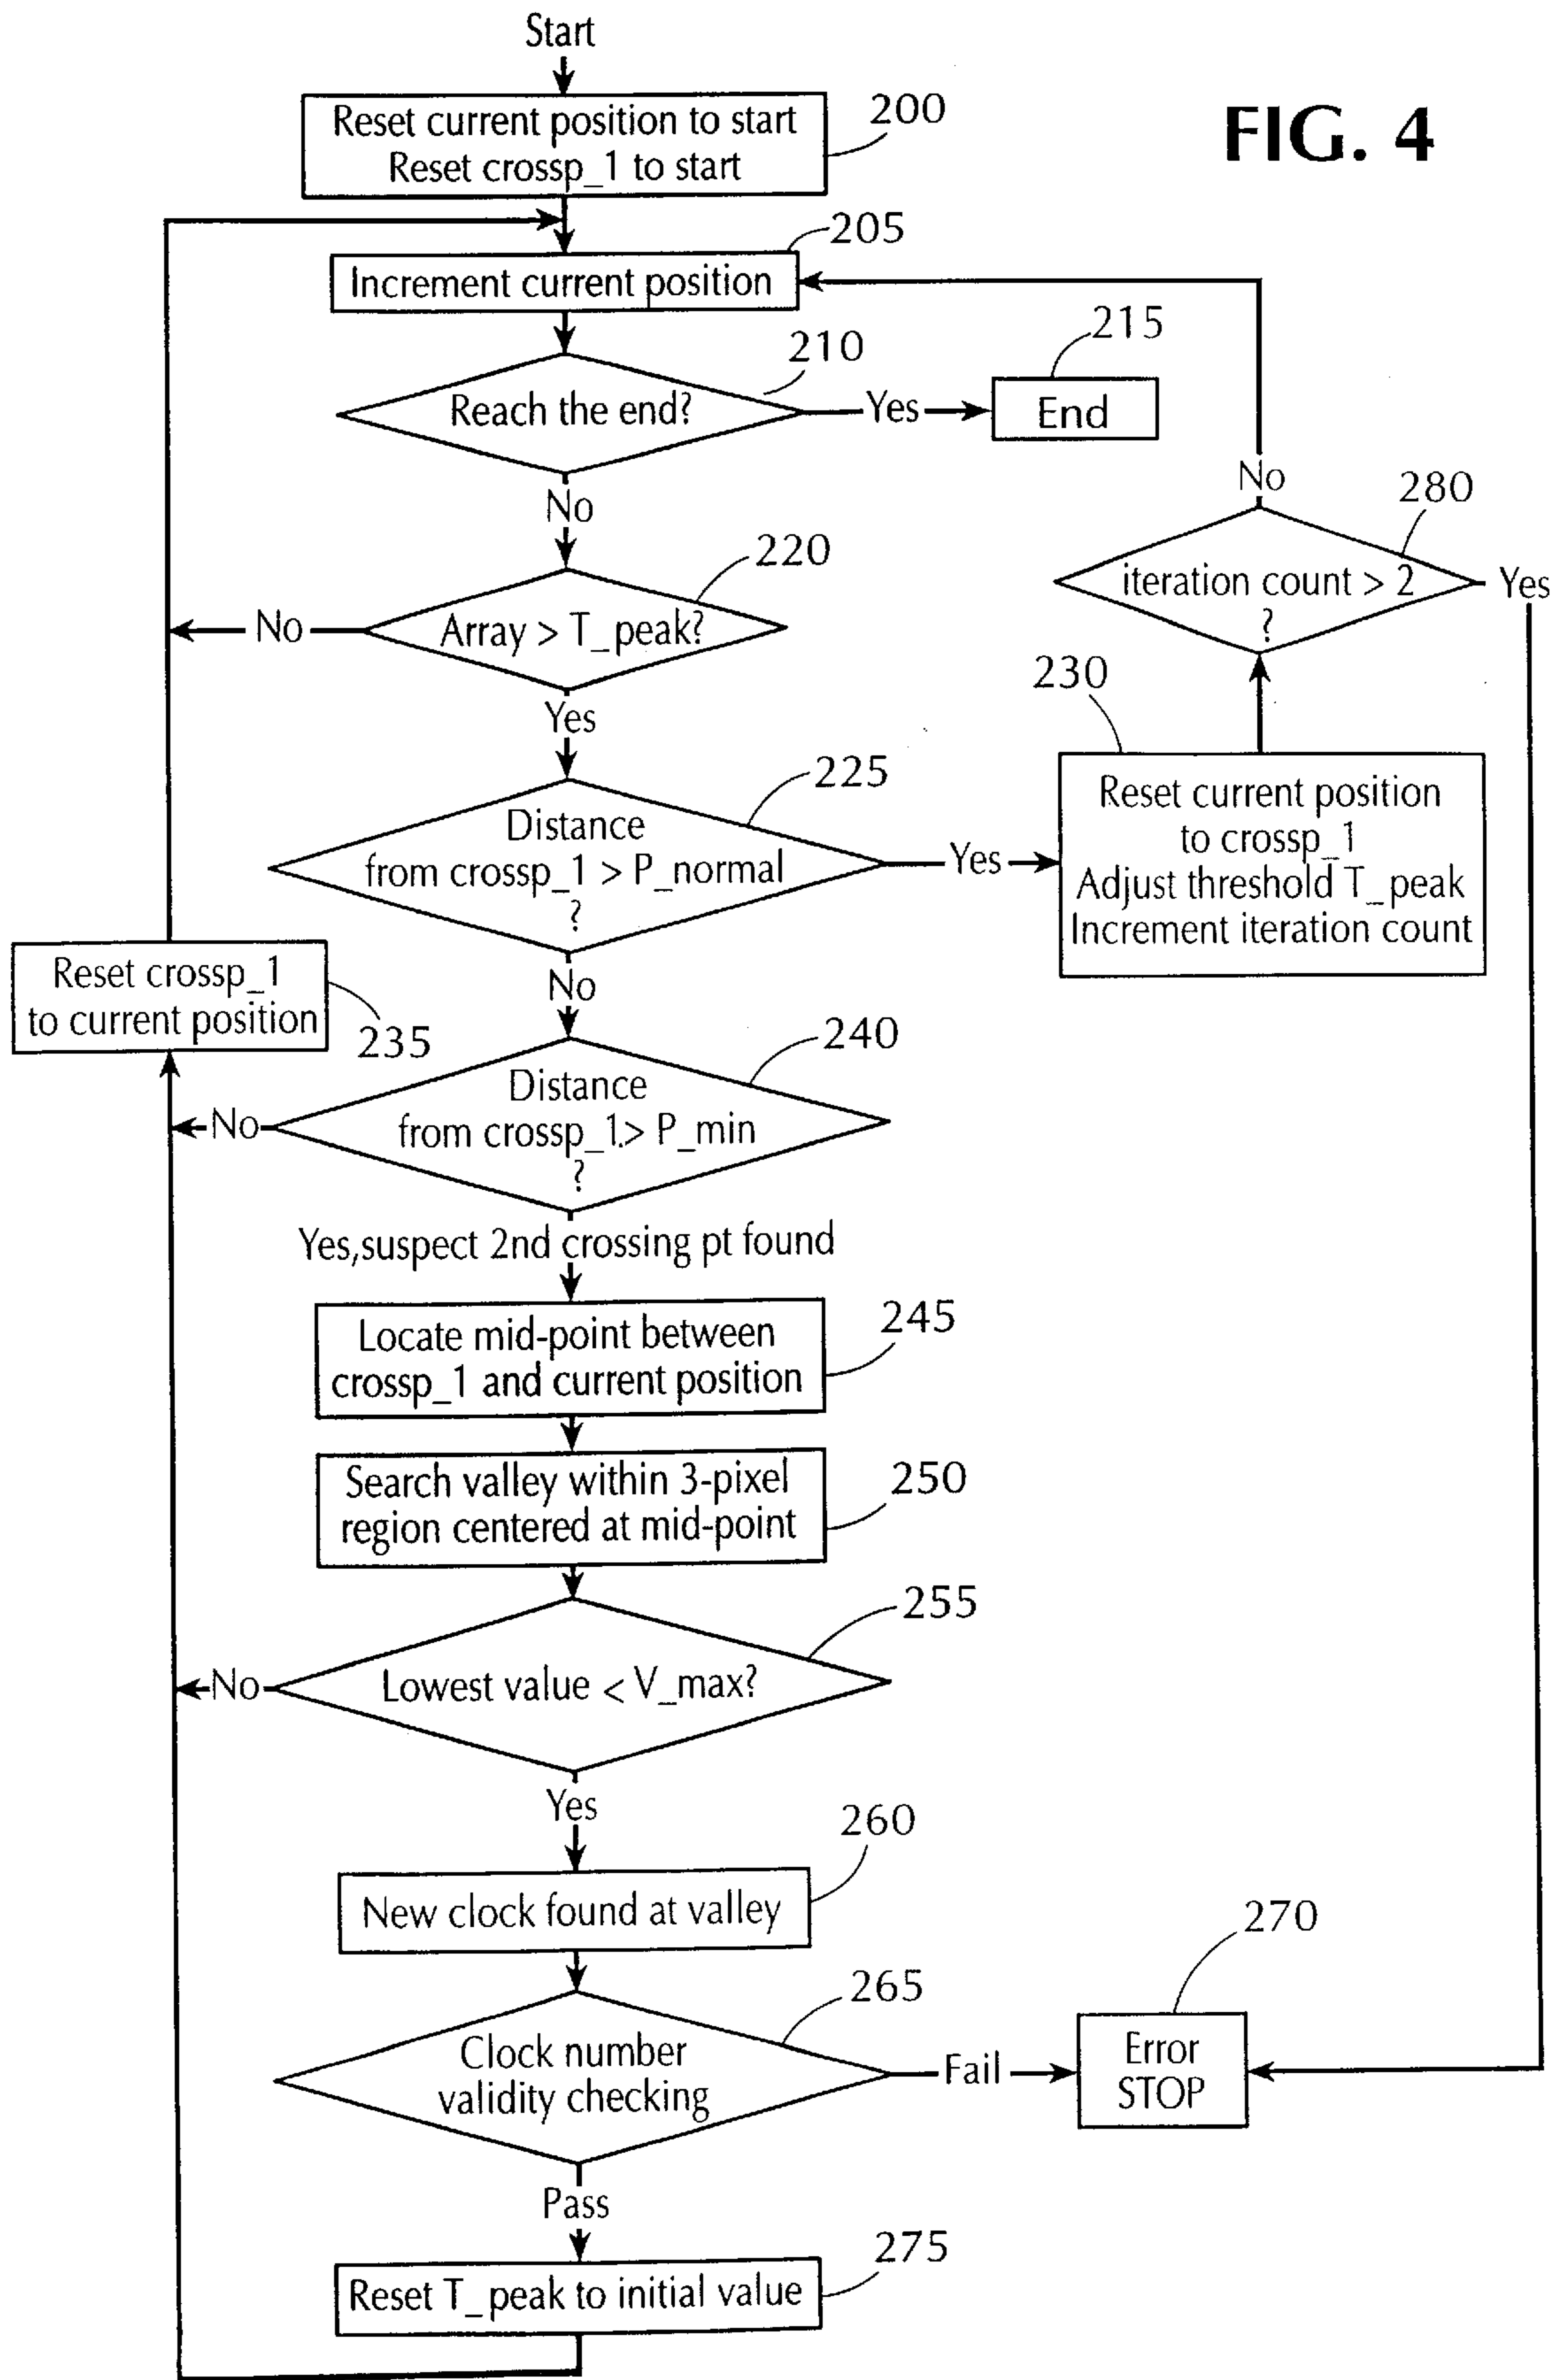 Start
FIG. 4
Reset current position to start
Reset crossp_1 to start
200
Increment current position
205
Reach the end?
210
Yes
End
215
No
Array > T_peak?
220
No
Yes
Distance
from crossp_1 > P_normal
?
225
Yes
Reset current position
to crossp_1
Adjust threshold T_peak
Increment iteration count
230
iteration count > 2
?
280
No
Yes
No
Reset crossp_1
to current position
235
Distance
from crossp_1.> P_min
?
240
No
Yes,suspect 2nd crossing pt found
Locate mid-point between
crossp_1 and current position
245
Search valley within 3-pixel
region centered at mid-point
250
Lowest value < V_max?
255
No
Yes
New clock found at valley
260
Clock number
validity checking
265
Fail
Error
STOP
270
Pass
Reset T_peak to initial value
275